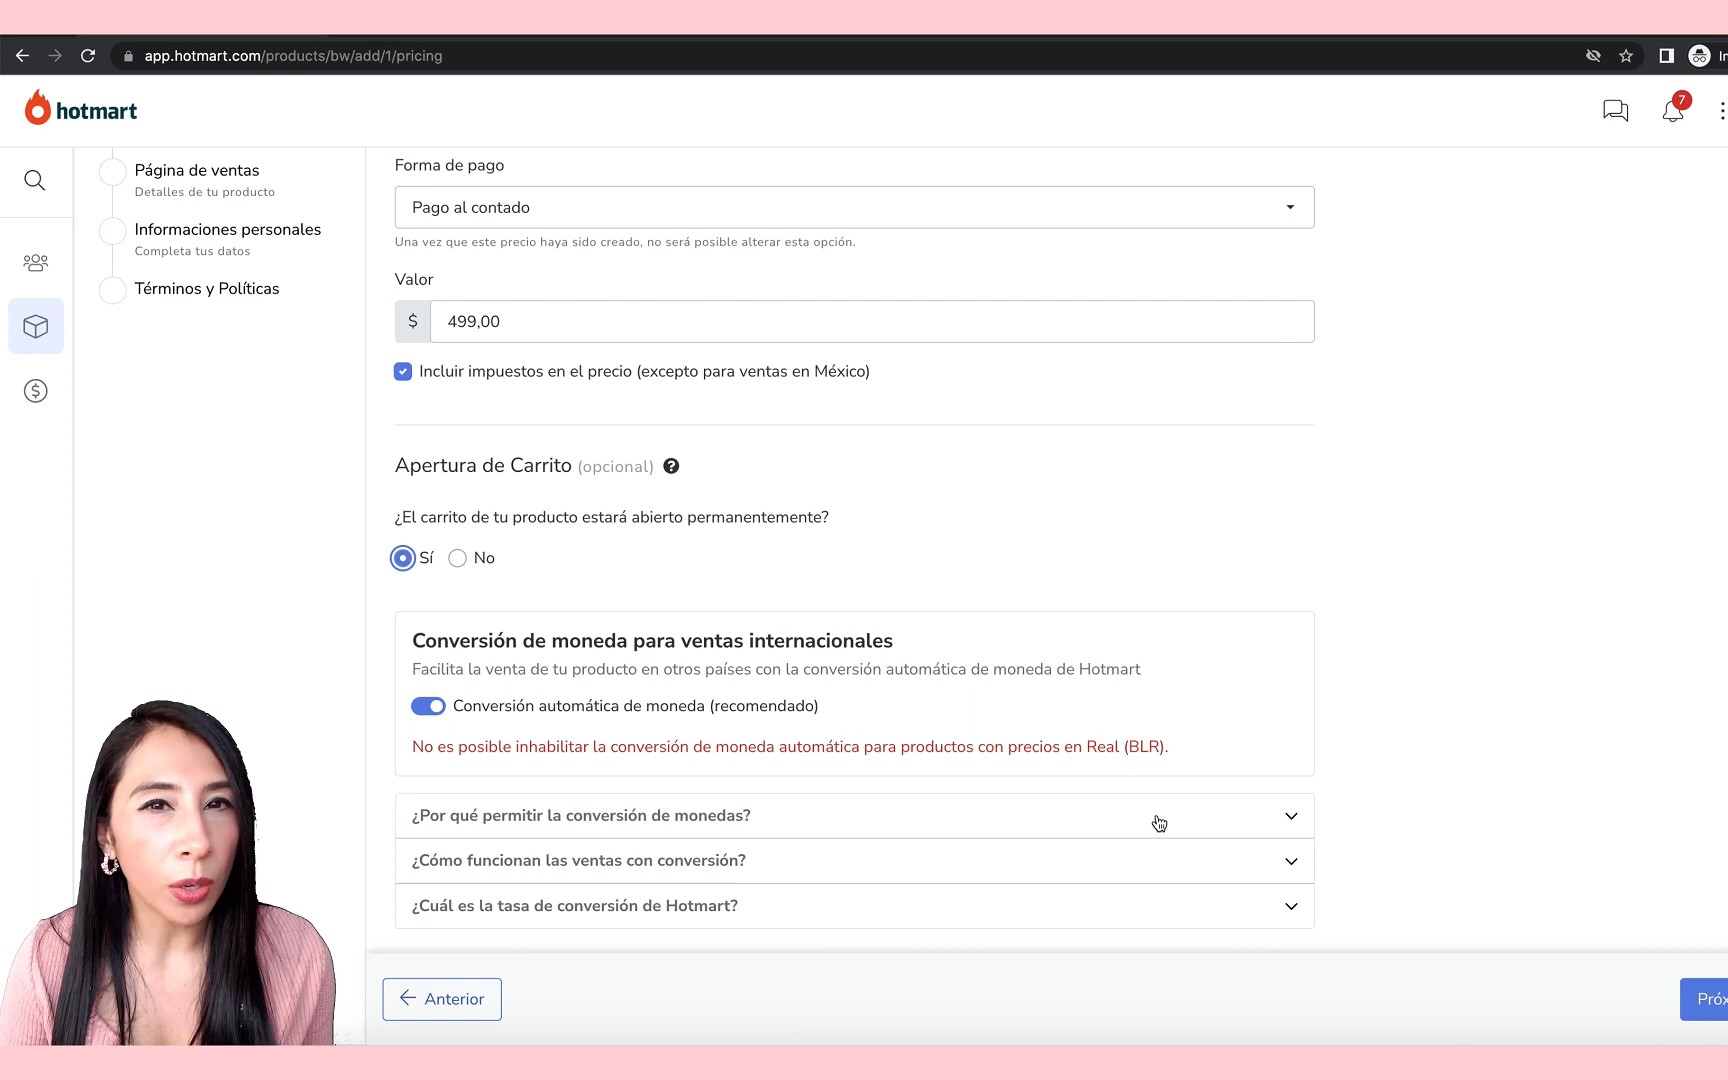 app.hotmart.com/products/bw/add/1/pricing
In
hotmart
7
Página de ventas
Detalles de tu producto
Informaciones personales
Completa tus datos
Términos y Políticas
Forma de pago
Pago al contado
Una vez que este precio haya sido creado, no será posible alterar esta opción.
Valor
$ 499,00
Incluir impuestos en el precio (excepto para ventas en México)
Apertura de Carrito (opcional) ?
¿El carrito de tu producto estará abierto permanentemente?
Sí No
Conversión de moneda para ventas internacionales
Facilita la venta de tu producto en otros países con la conversión automática de moneda de Hotmart
Conversión automática de moneda (recomendado)
No es posible inhabilitar la conversión de moneda automática para productos con precios en Real (BLR).
¿Por qué permitir la conversión de monedas?
¿Cómo funcionan las ventas con conversión?
¿Cuál es la tasa de conversión de Hotmart?
Anterior
Próx